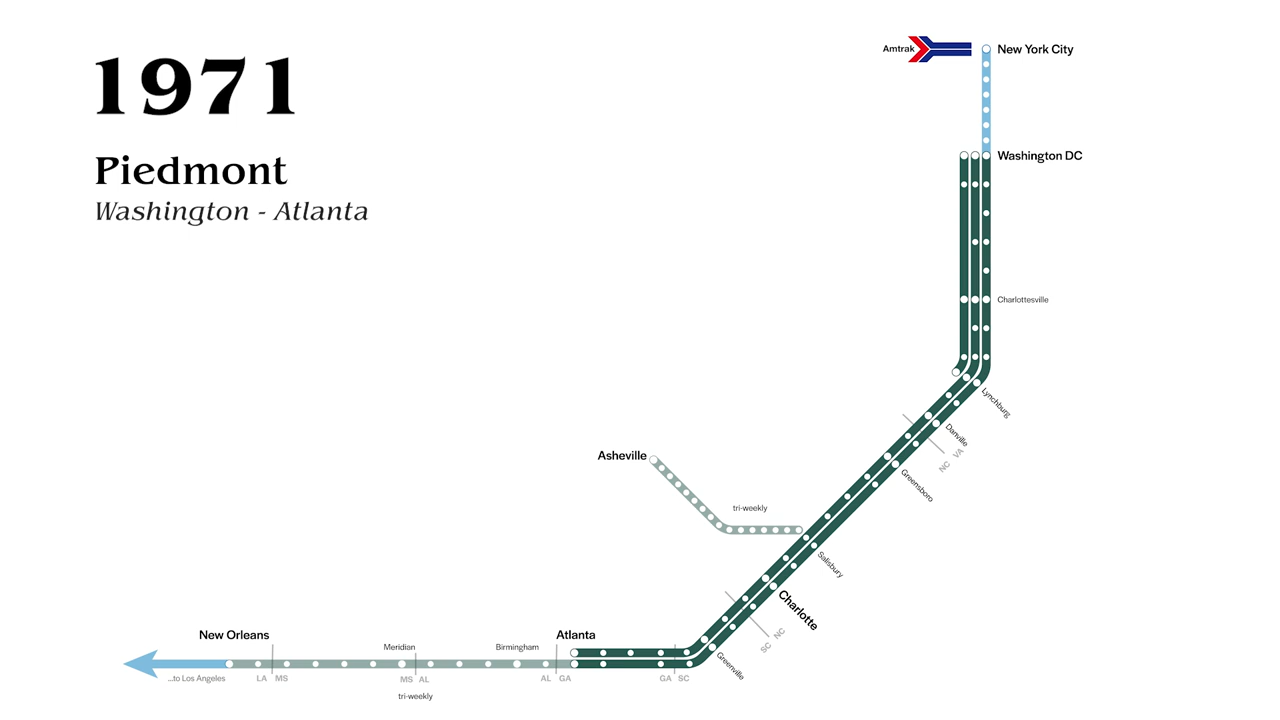 1971
Piedmont
Washington - Atlanta
Amtrak
New York City
Washington DC
Charlottesville
Lynchburg
Danville
NC VA
Greensboro
Asheville
tri-weekly
Salisbury
Charlotte
SC NC
Greenville
New Orleans
Meridian
Birmingham
Atlanta
...to Los Angeles
LA MS
MS AL
AL GA
GA SC
tri-weekly